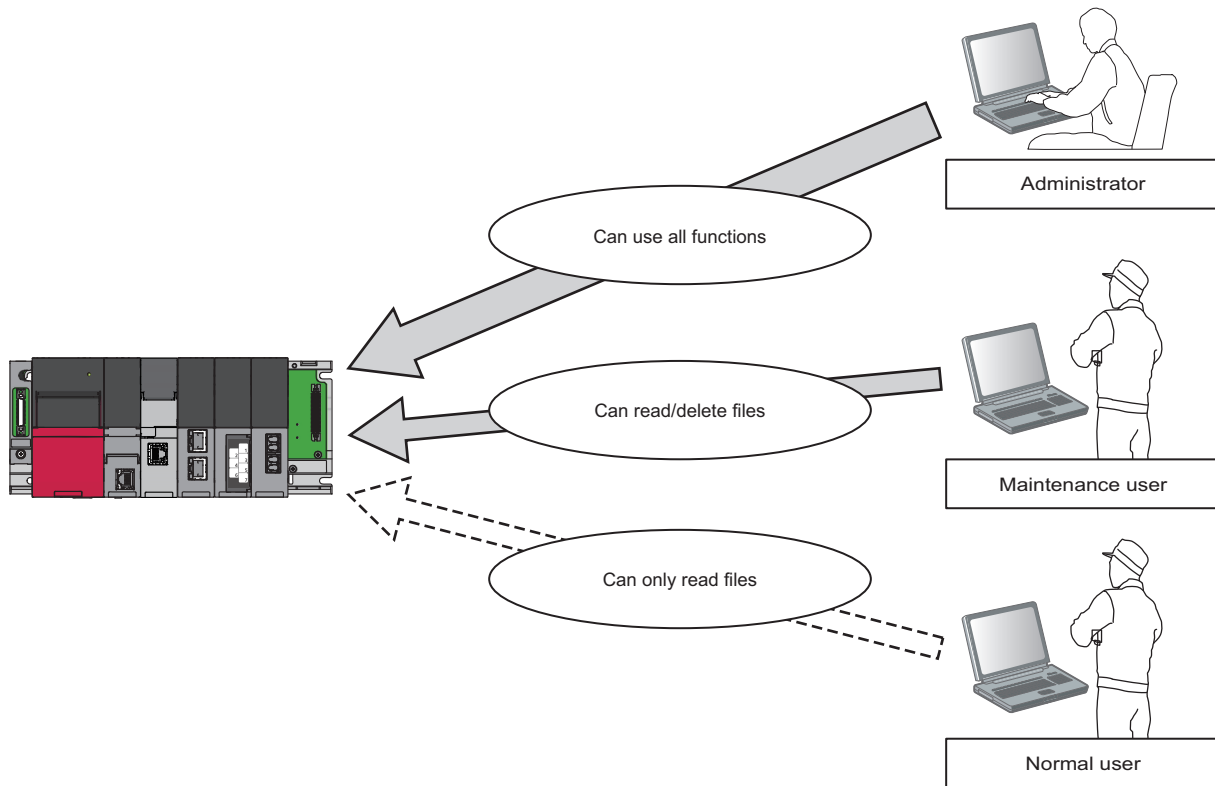 Can use all functions
Administrator
Can read/delete files
Maintenance user
Can only read files
Normal user